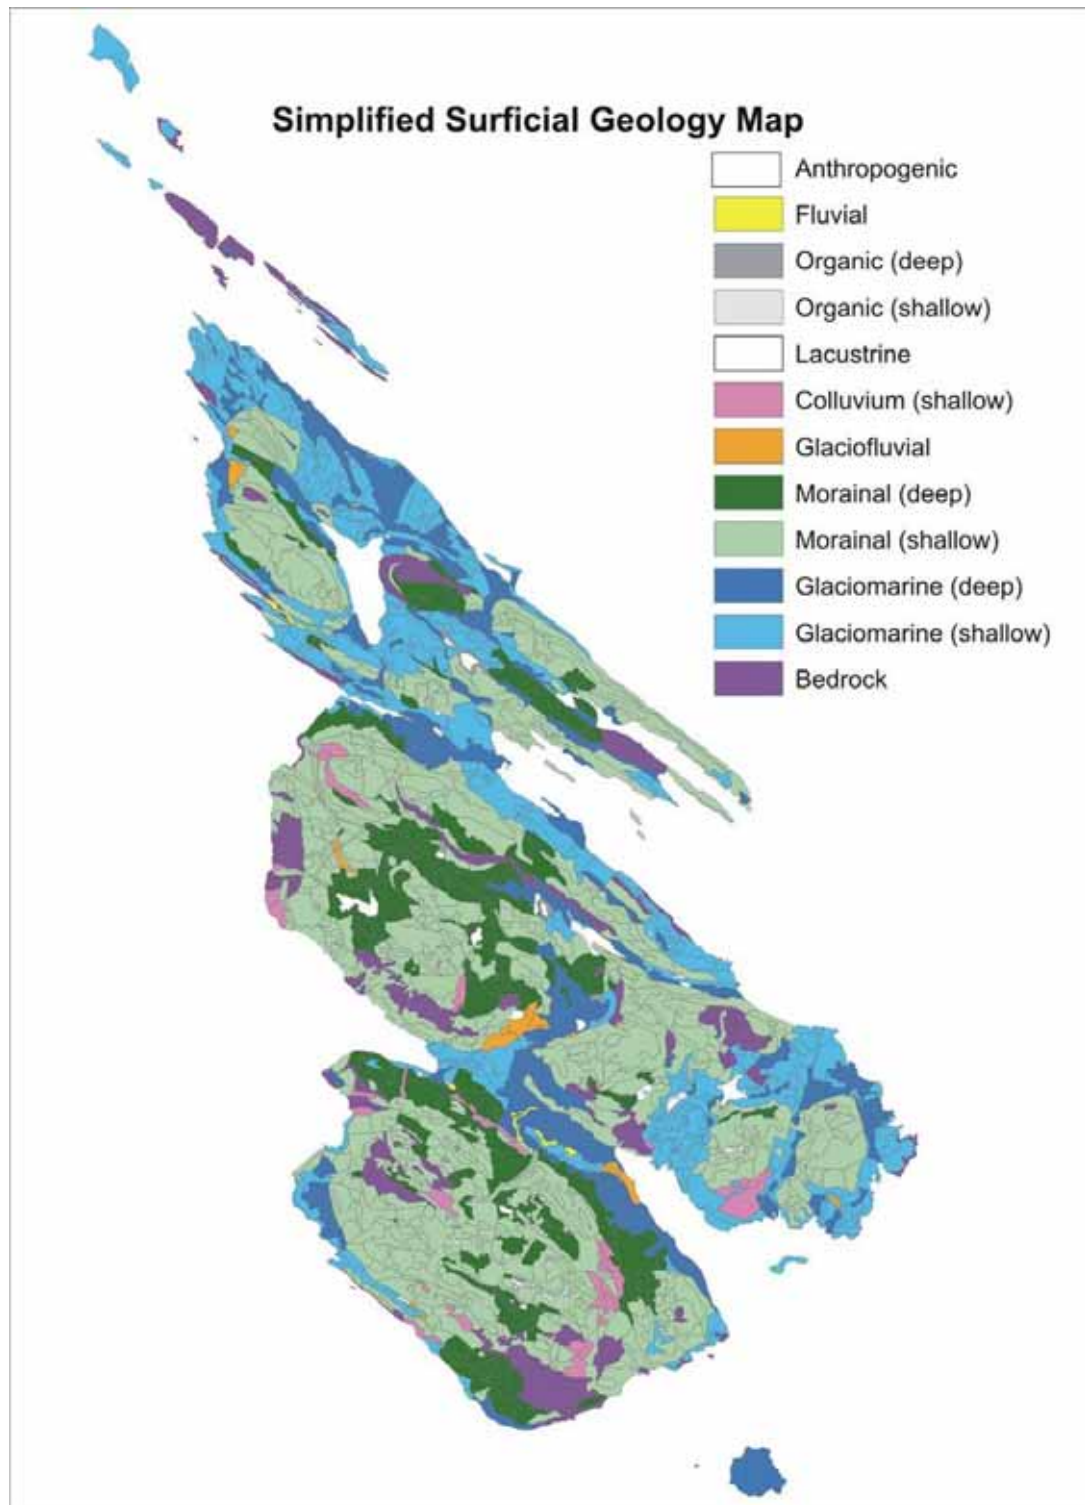 Simplified Surficial Geology Map
Anthropogenic
Fluvial
Organic (deep)
Organic (shallow)
Lacustrine
Colluvium (shallow)
Glaciofluvial
Morainal (deep)
Morainal (shallow)
Glaciomarine (deep)
Glaciomarine (shallow)
Bedrock